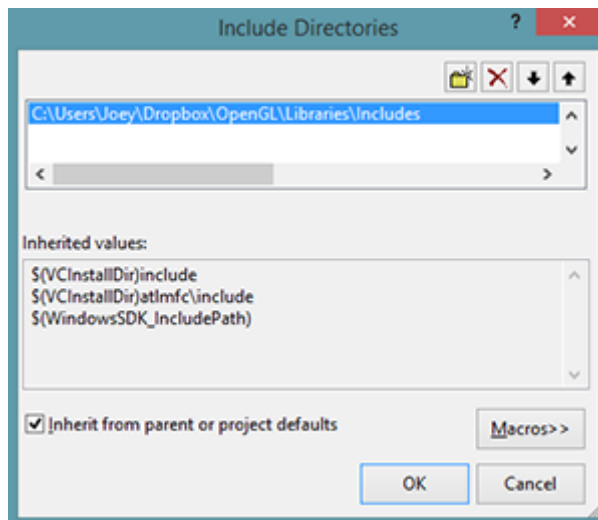 Include Directories
?
C:\Users\Joey\Dropbox\OpenGL\Libraries\Includes
Inherited values:
$(VCInstallDir)include
$(VCInstallDir)atlmfc\include
$(WindowsSDK_IncludePath)
Inherit from parent or project defaults
Macros>>
OK
Cancel